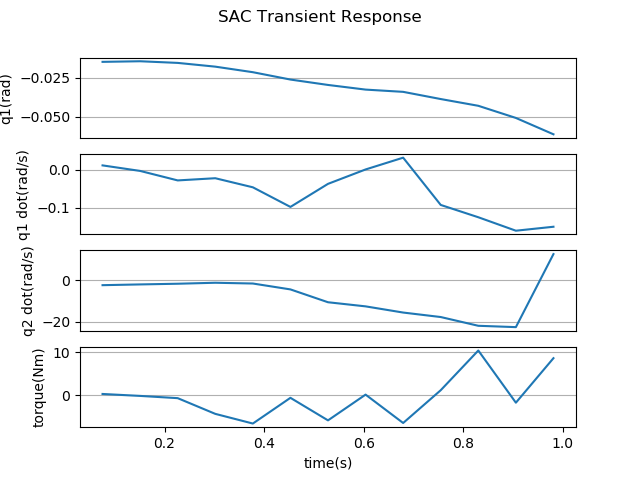 SAC Transient Response
q1(rad)
−0.025
−0.050
q1 dot(rad/s)
0.0
−0.1
q2 dot(rad/s)
0
−20
torque(Nm)
10
0
0.2 0.4 0.6 0.8 1.0
time(s)